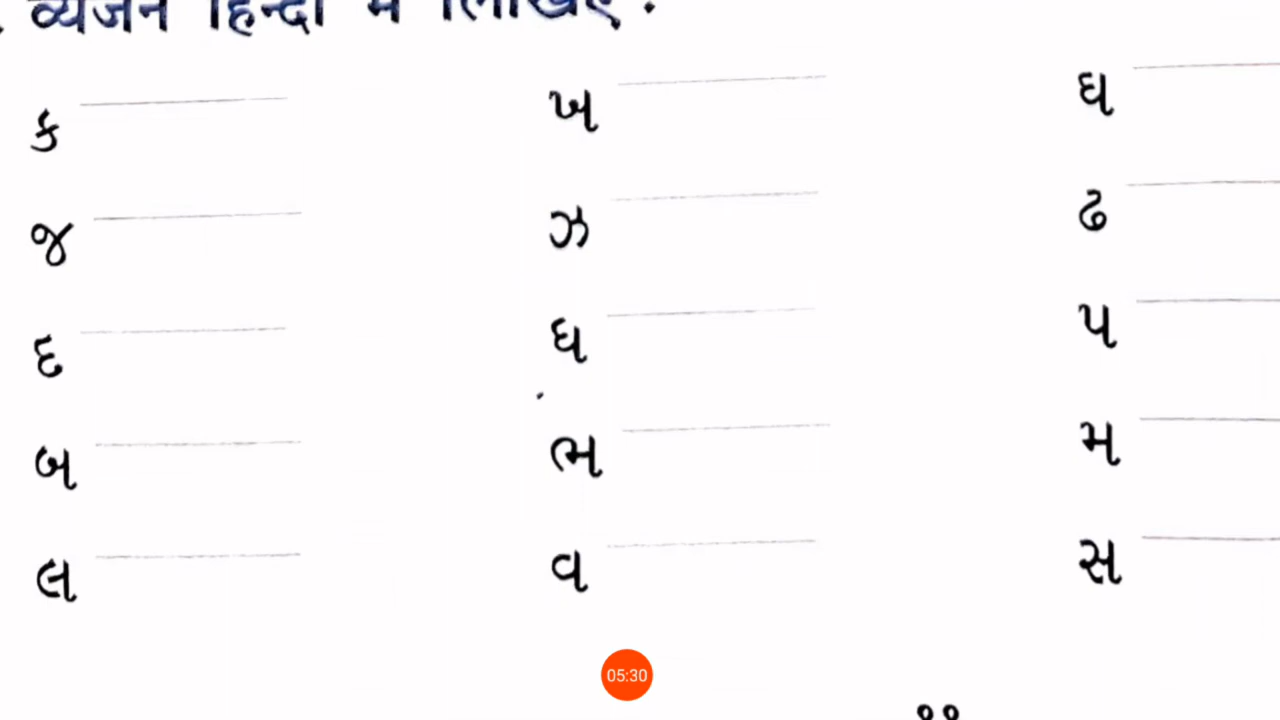 व्यंजन हिन्दी में लिखिए :
ક ખ ઘ
જ ઝ ઢ
દ ધ પ
બ ભ મ
લ વ સ
05:30